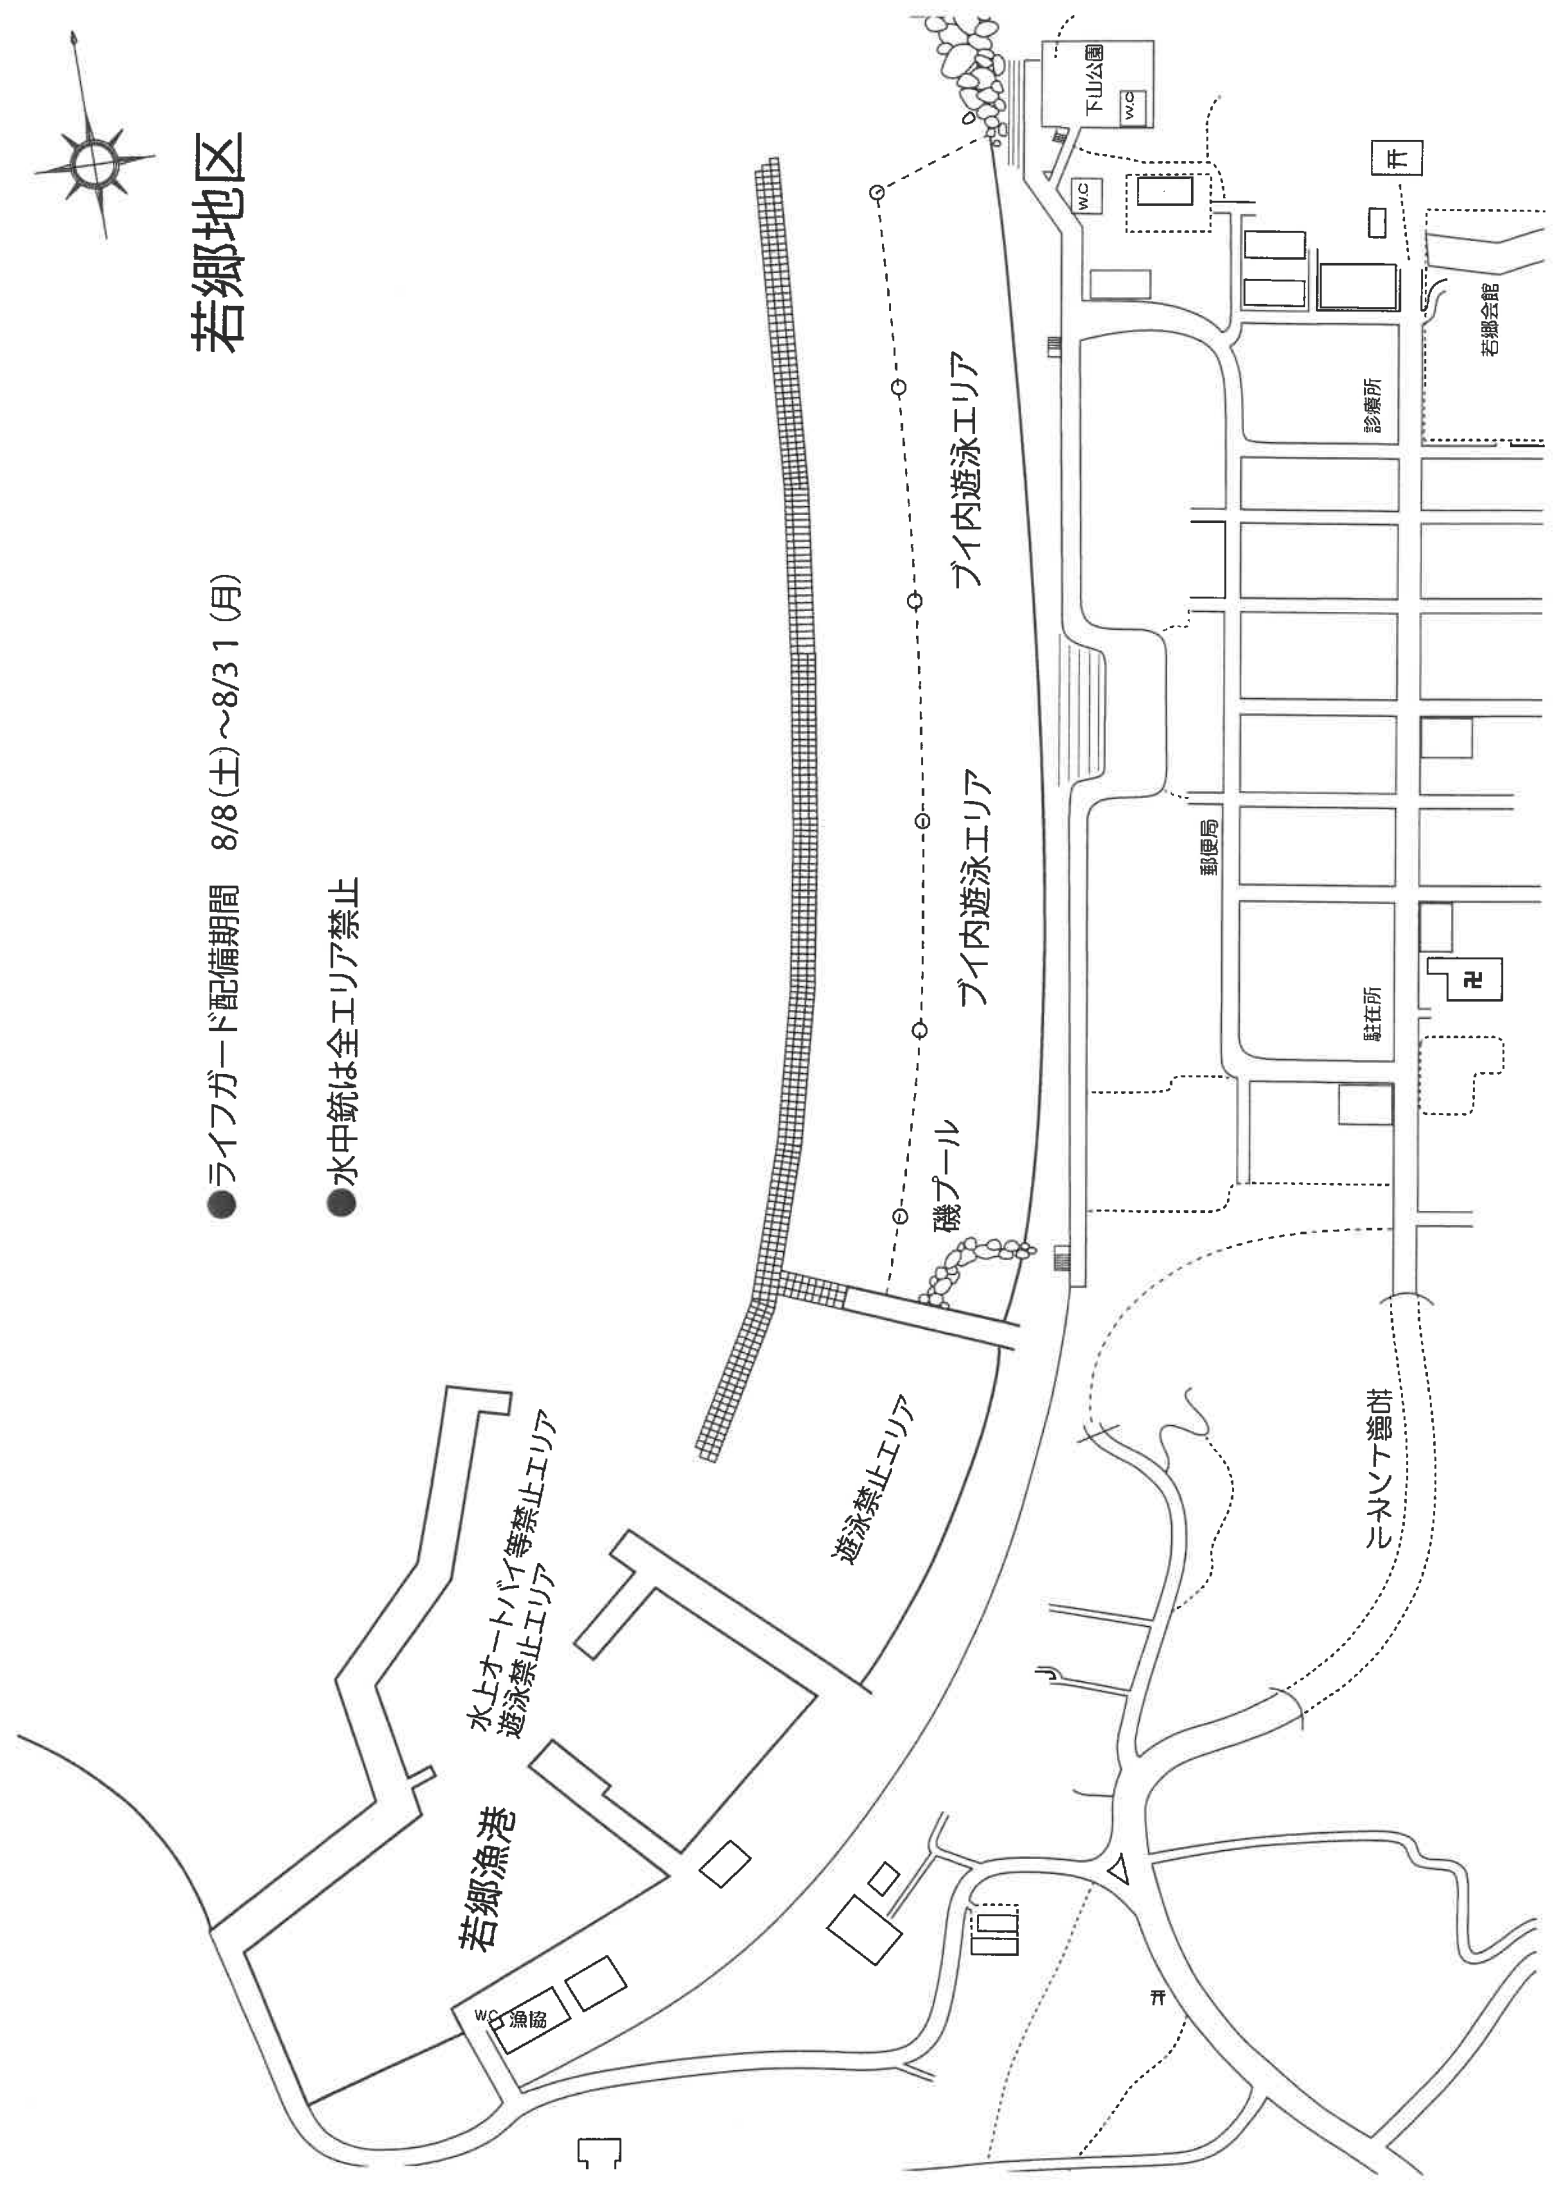 若郷地区
●ライフガード配備期間　8/8(土)～8/31(月)
●水中銃は全エリア禁止
水上オートバイ等禁止エリア
遊泳禁止エリア
若郷漁港
W.C
漁協
遊泳禁止エリア
磯プール
ブイ内遊泳エリア
ブイ内遊泳エリア
下山公園
W.C
W.C
郵便局
駐在所
診療所
若郷会館
若郷トンネル